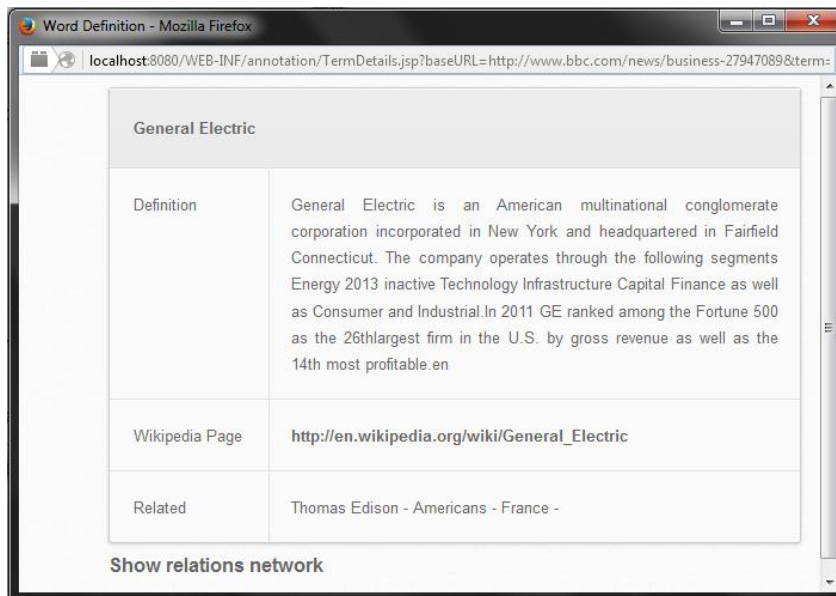 Word Definition - Mozilla Firefox
localhost:8080/WEB-INF/annotation/TermDetails.jsp?baseURL=http://www.bbc.com/news/business-27947089&term=
General Electric
Definition
General Electric is an American multinational conglomerate
corporation incorporated in New York and headquartered in Fairfield
Connecticut. The company operates through the following segments
Energy 2013 inactive Technology Infrastructure Capital Finance as well
as Consumer and Industrial.In 2011 GE ranked among the Fortune 500
as the 26thlargest firm in the U.S. by gross revenue as well as the
14th most profitable.en
Wikipedia Page
http://en.wikipedia.org/wiki/General_Electric
Related
Thomas Edison - Americans - France -
Show relations network